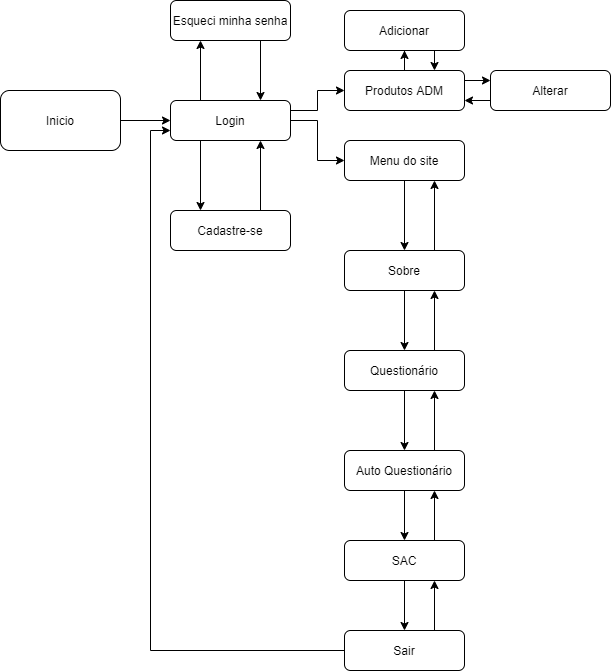 Esqueci minha senha
Adicionar
Produtos ADM
Alterar
Inicio
Login
Menu do site
Cadastre-se
Sobre
Questionário
Auto Questionário
SAC
Sair